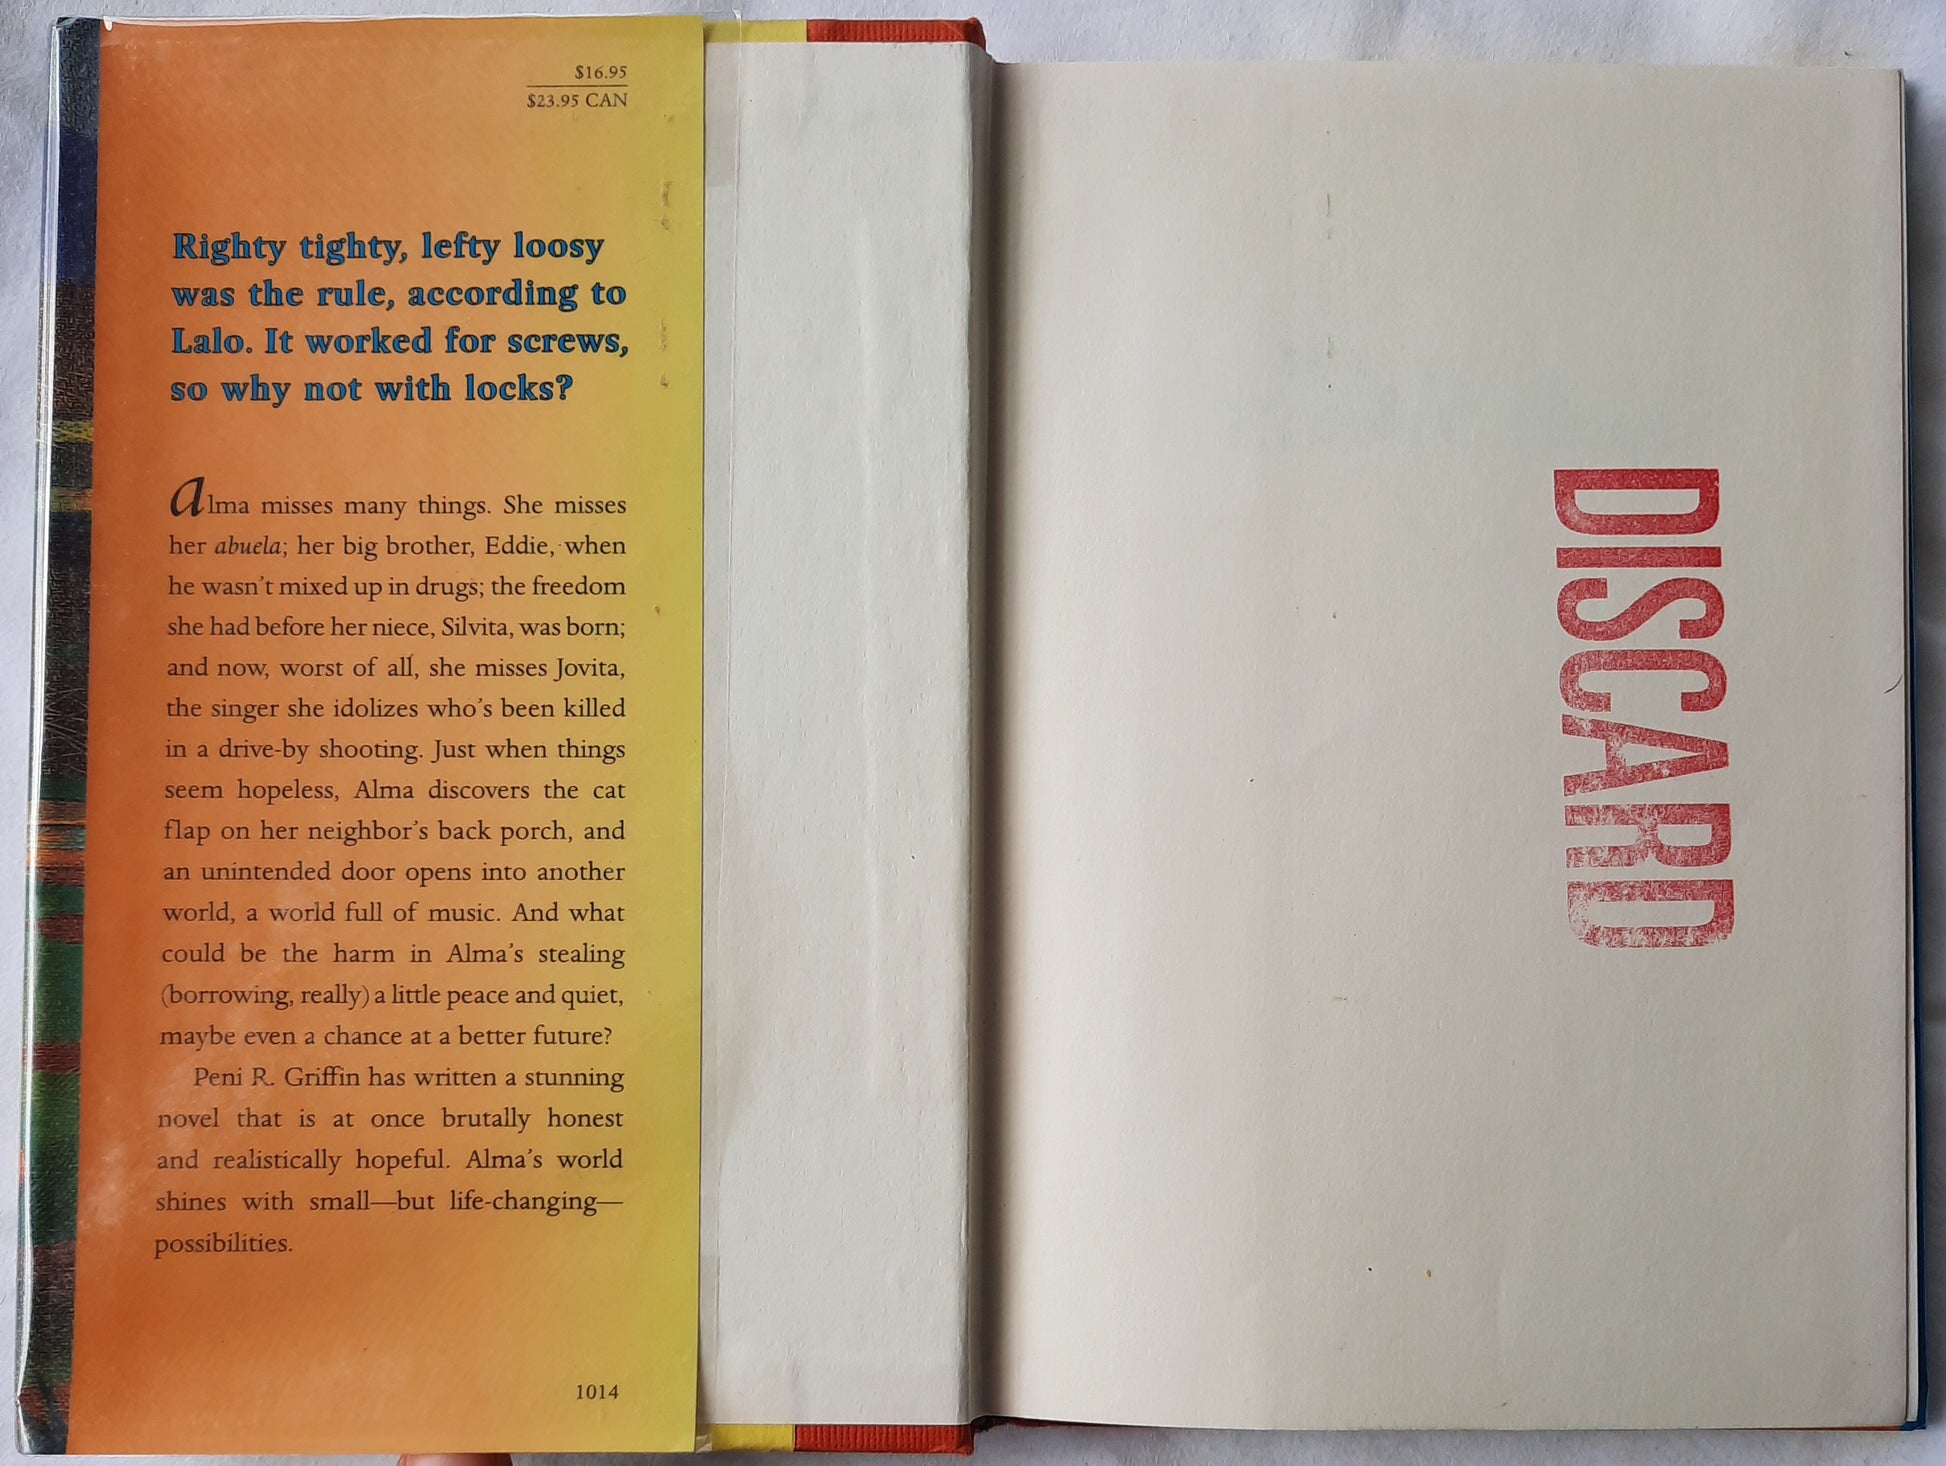 $16.95
$23.95 CAN
Righty tighty, lefty loosy
was the rule, according to
Lalo. It worked for screws,
so why not with locks?
alma misses many things. She misses
her abuela; her big brother, Eddie, when
he wasn't mixed up in drugs; the freedom
she had before her niece, Silvita, was born;
and now, worst of all, she misses Jovita,
the singer she idolizes who's been killed
in a drive-by shooting. Just when things
seem hopeless, Alma discovers the cat
flap on her neighbor's back porch, and
an unintended door opens into another
world, a world full of music. And what
could be the harm in Alma's stealing
(borrowing, really) a little peace and quiet,
maybe even a chance at a better future?
Peni R. Griffin has written a stunning
novel that is at once brutally honest
and realistically hopeful. Alma's world
shines with small—but life-changing—
possibilities.
1014
DISCARD